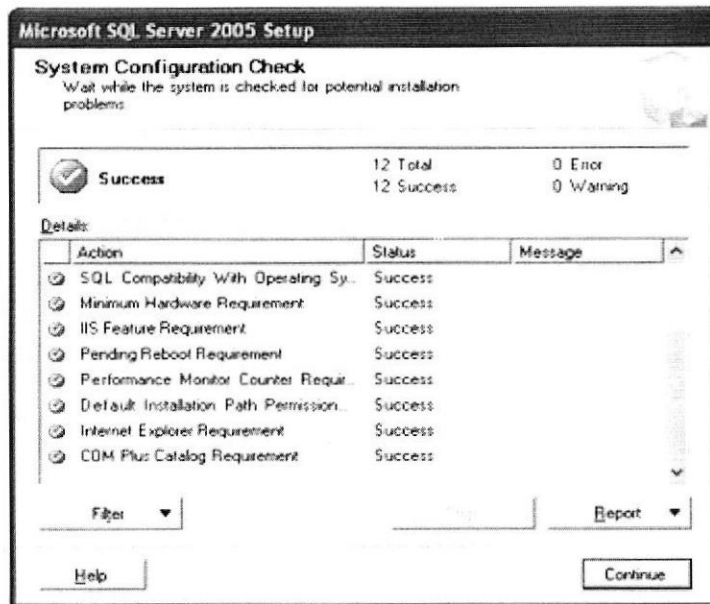 Microsoft SQL Server 2005 Setup
System Configuration Check
Wait while the system is checked for potential installation
problems
Success
12 Total
0 Error
12 Success
0 Warning
Details:
Action Status Message
SQL Compatibility With Operating Sy... Success
Minimum Hardware Requirement Success
IIS Feature Requirement Success
Pending Reboot Requirement Success
Performance Monitor Counter Requir... Success
Default Installation Path Permission... Success
Internet Explorer Requirement Success
COM Plus Catalog Requirement Success
Filter
Report
Help
Continue